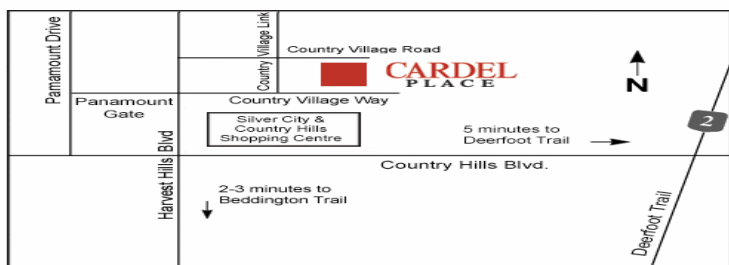 Pamamount Drive
Country Village Link
Country Village Road
CARDEL
PLACE
N
Panamount
Gate
Country Village Way
Harvest Hills Blvd
Silver City &
Country Hills
Shopping Centre
5 minutes to
Deerfoot Trail
2
Country Hills Blvd.
2-3 minutes to
Beddington Trail
Deerfoot Trail